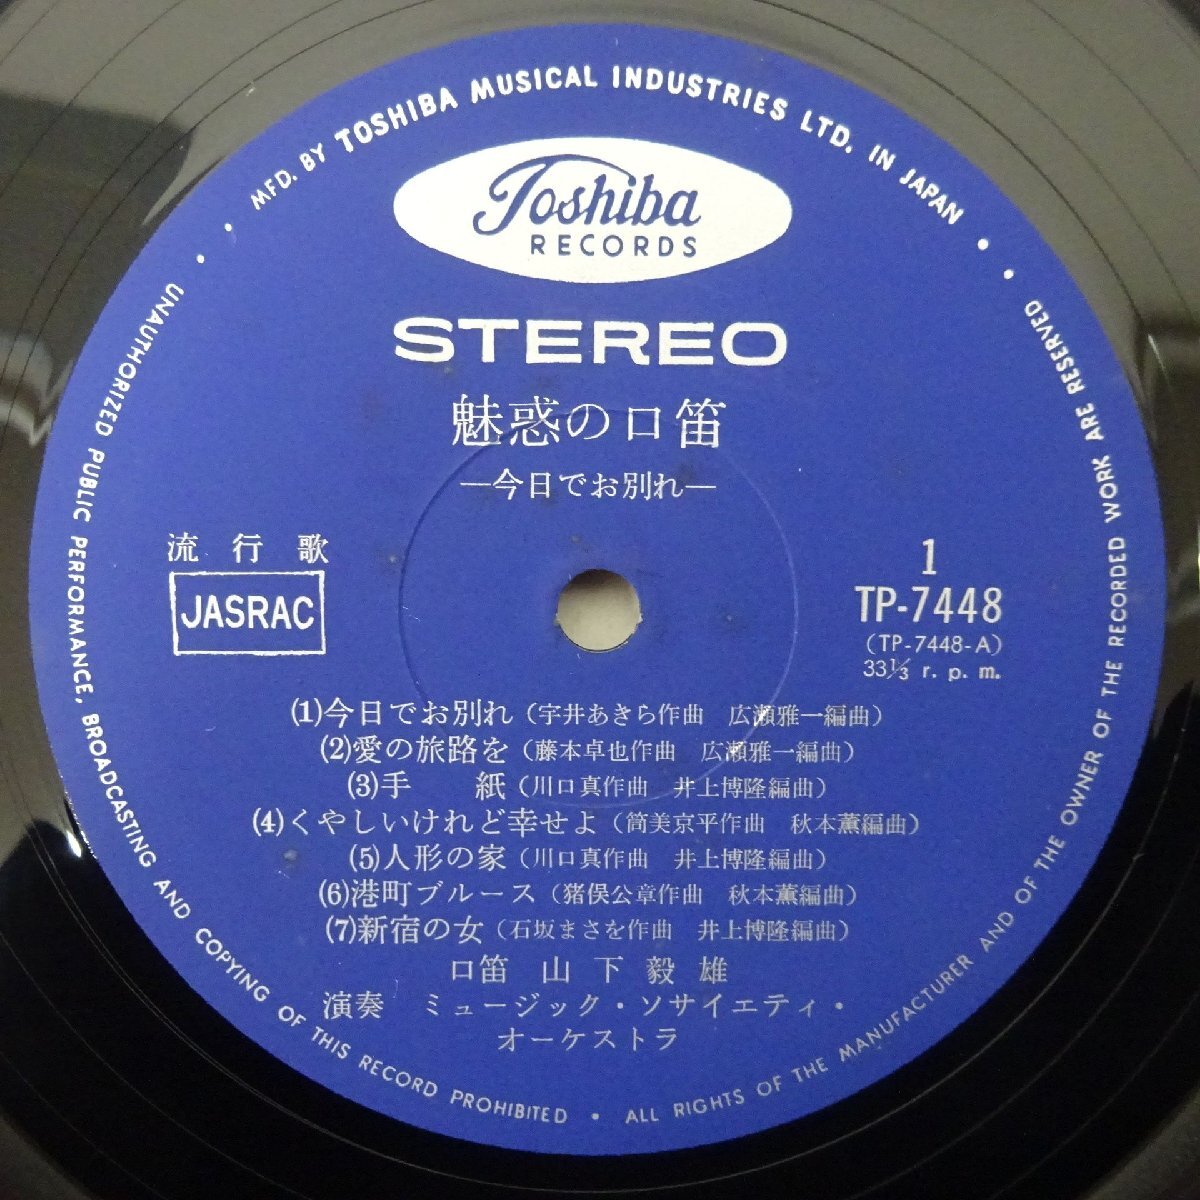 MFD. BY TOSHIBA MUSICAL INDUSTRIES LTD. IN JAPAN
Toshiba
RECORDS
STEREO
魅惑の口笛
―今日でお別れ―
流行歌
JASRAC
1
TP-7448
(TP-7448-A)
33⅓ r.p.m.
(1)今日でお別れ(宇井あきら作曲 広瀬雅一編曲)
(2)愛の旅路を(藤本卓也作曲 広瀬雅一編曲)
(3)手 紙(川口真作曲 井上博隆編曲)
(4)くやしいけれど幸せよ(筒美京平作曲 秋本薫編曲)
(5)人形の家(川口真作曲 井上博隆編曲)
(6)港町ブルース(猪俣公章作曲 秋本薫編曲)
(7)新宿の女(石坂まさを作曲 井上博隆編曲)
口笛 山下毅雄
演奏 ミュージック・ソサイエティ・
オーケストラ
UNAUTHORIZED PUBLIC PERFORMANCE, BROADCASTING AND COPYING OF THIS RECORD PROHIBITED • ALL RIGHTS OF THE MANUFACTURER AND OF THE OWNER OF THE RECORDED WORK ARE RESERVED